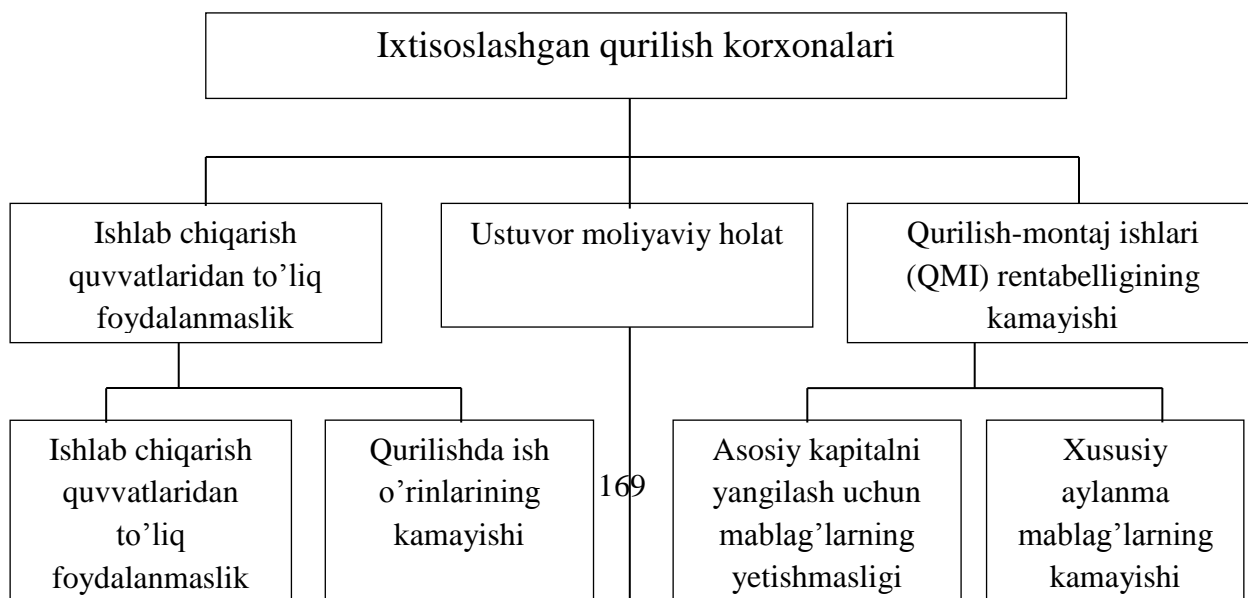 Ixtisoslashgan qurilish korxonalari
Ishlab chiqarish
quvvatlaridan to’liq
foydalanmaslik
Ustuvor moliyaviy holat
Qurilish-montaj ishlari
(QMI) rentabelligining
kamayishi
Ishlab chiqarish
quvvatlaridan
to’liq
foydalanmaslik
Qurilishda ish
o’rinlarining
kamayishi
169
Asosiy kapitalni
yangilash uchun
mablag’larning
yetishmasligi
Xususiy
aylanma
mablag’larning
kamayishi